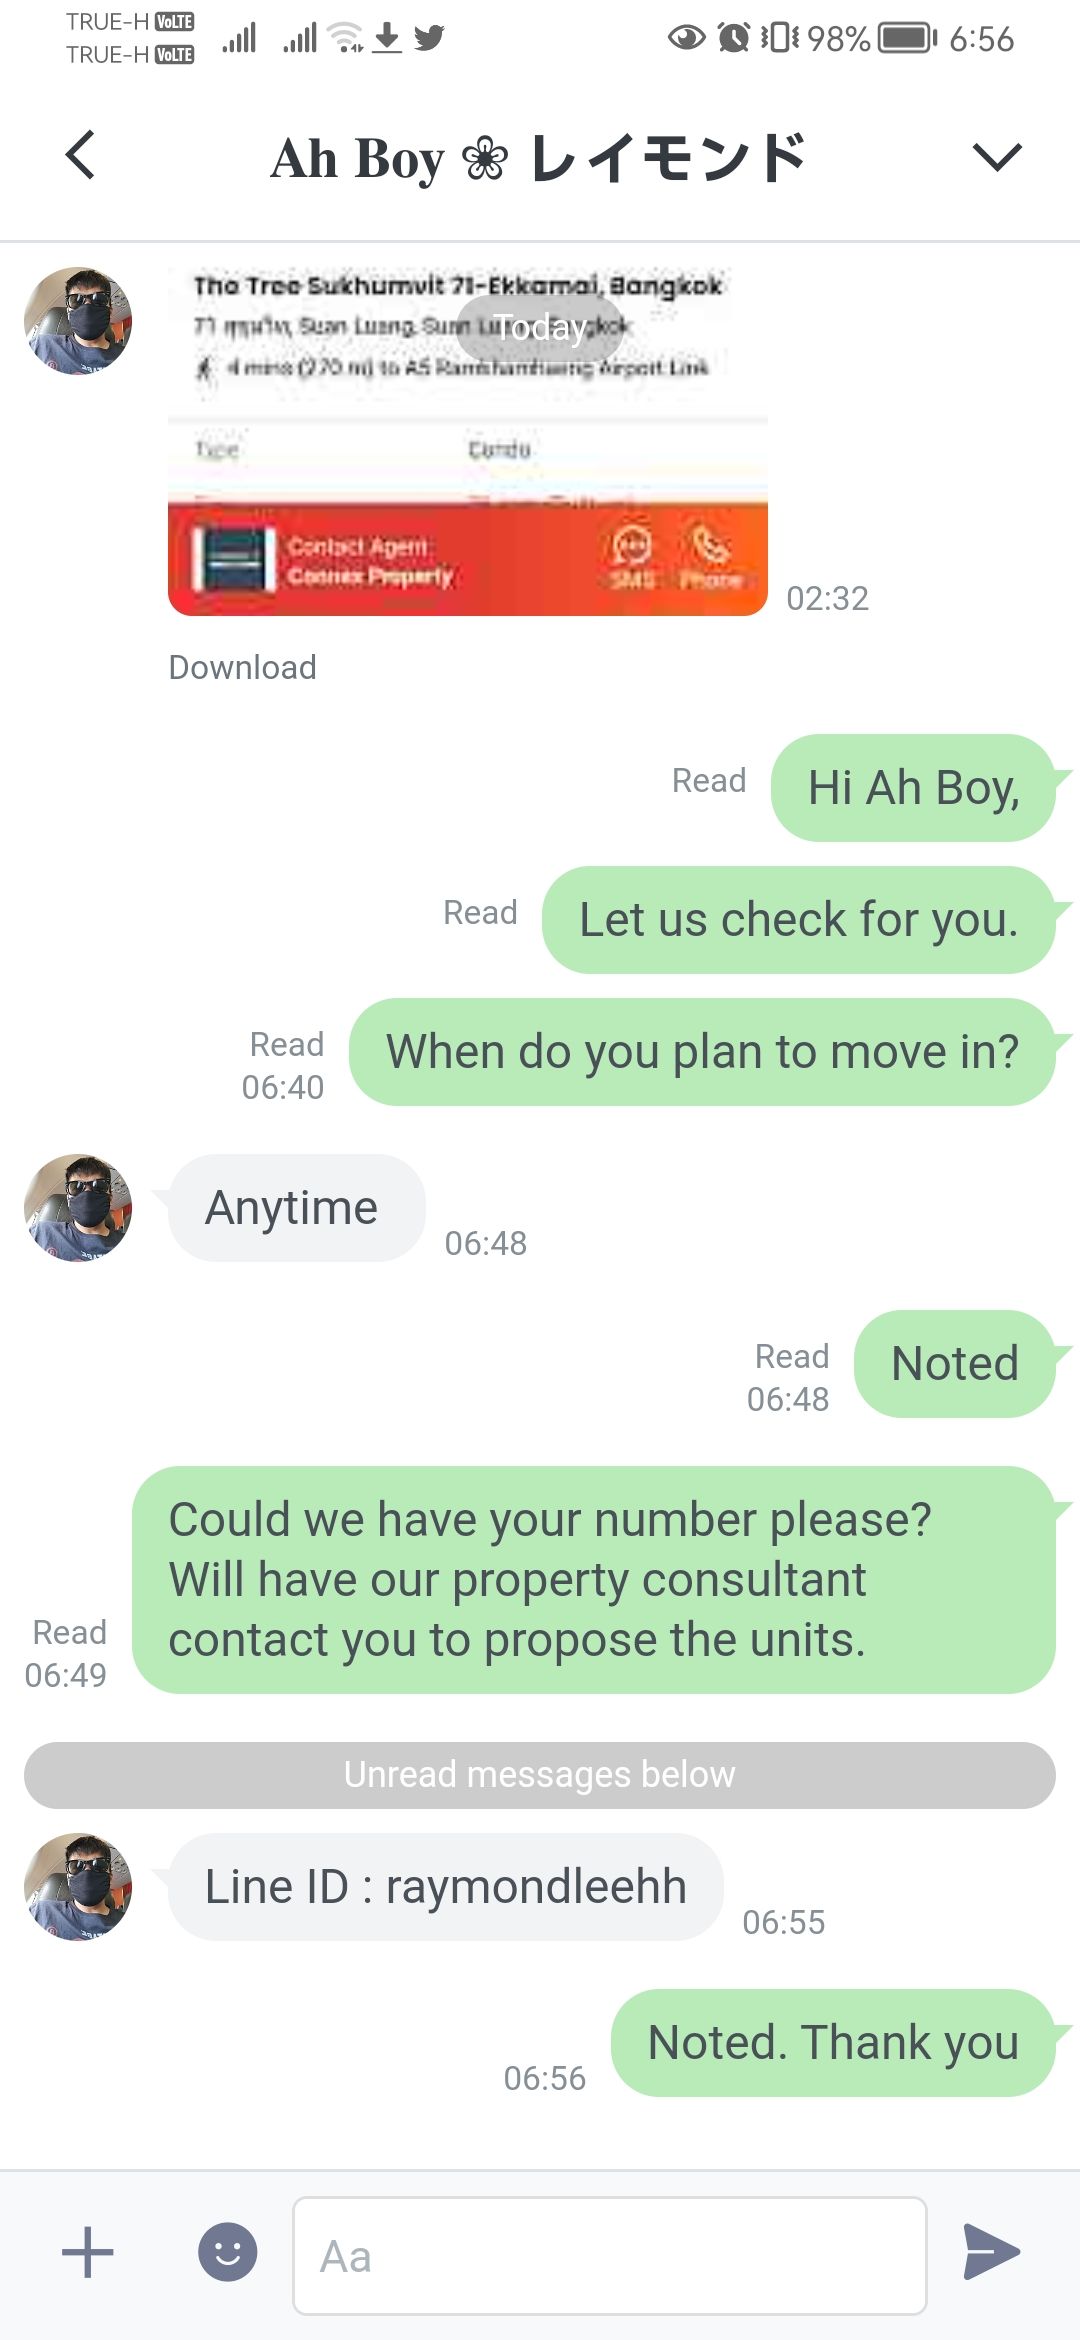 TRUE-H VoLTE
TRUE-H VoLTE
98% 6:56
Ah Boy ❀ レイモンド
The Tree Sukhumvit 71-Ekkamai, Bangkok
71 Suan Luang, Suan
Today
4 mins (270 m) to A5 Ramkhamhaeng Airport Link
Type Condo
Contact Agent
Connex Property
SMS Phone
02:32
Download
Read
Hi Ah Boy,
Read
Let us check for you.
Read
06:40
When do you plan to move in?
Anytime
06:48
Read
06:48
Noted
Could we have your number please?
Will have our property consultant
contact you to propose the units.
Read
06:49
Unread messages below
Line ID : raymondleehh
06:55
Noted. Thank you
06:56
Aa